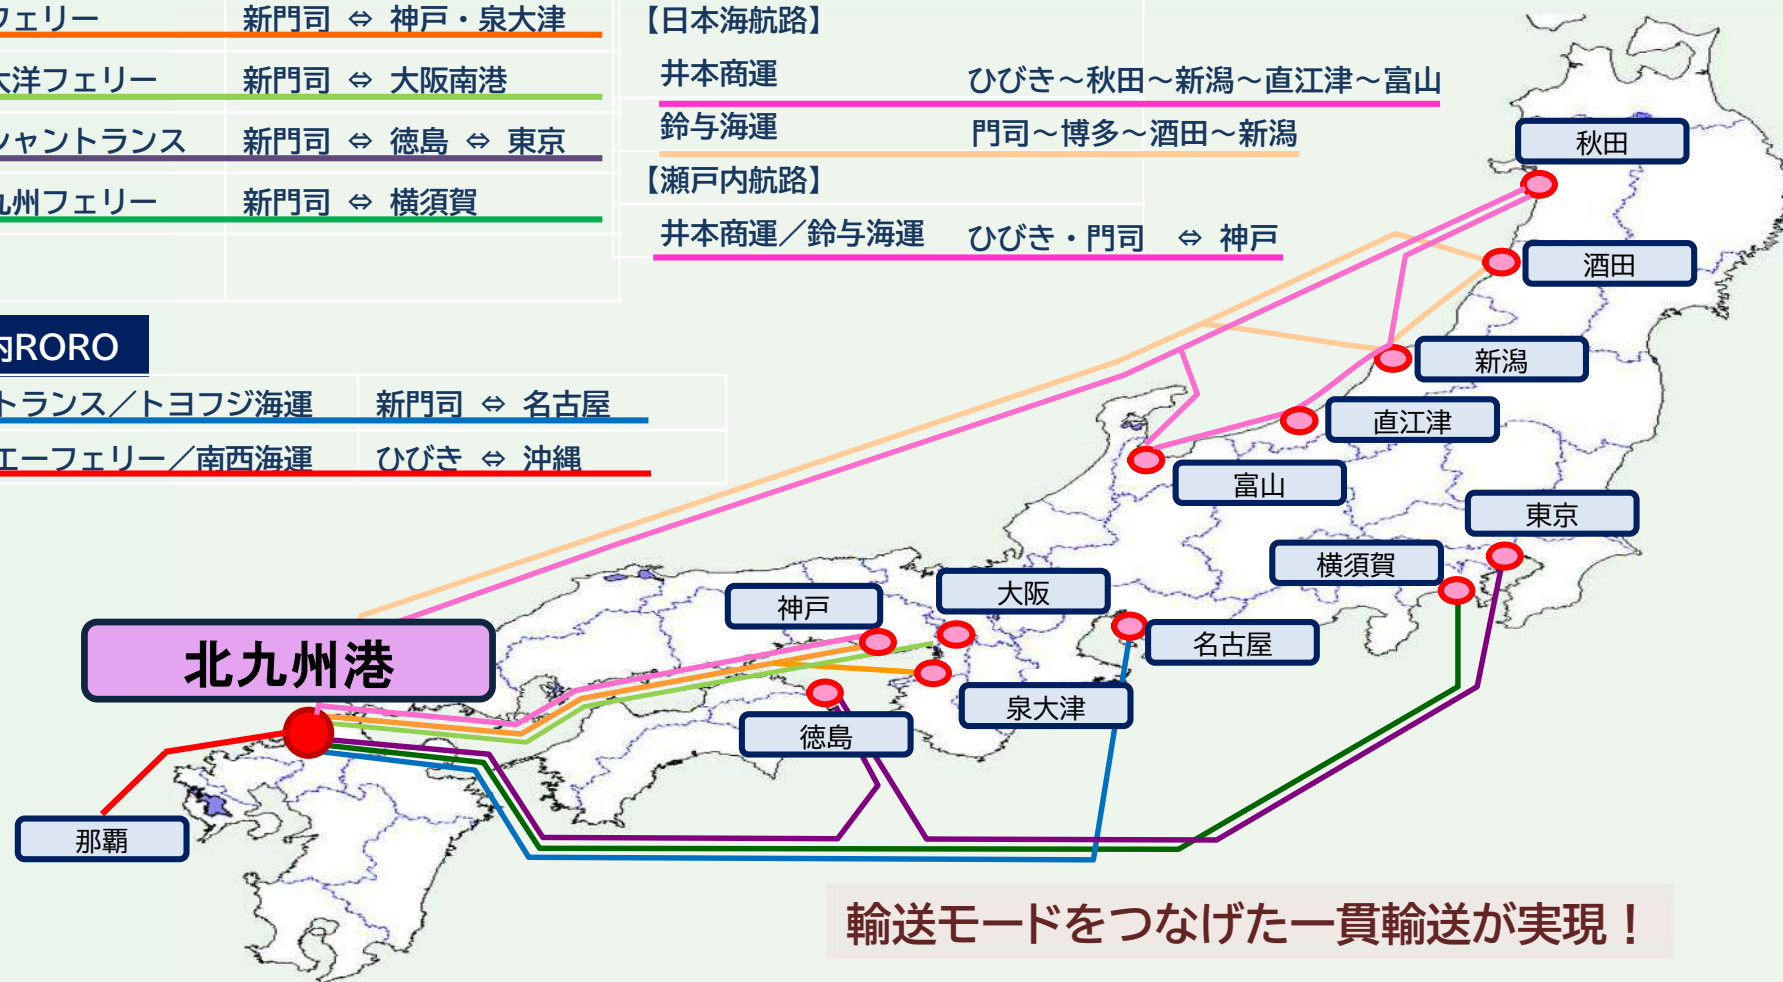 フェリー 新門司 ⇔ 神戸・泉大津
大洋フェリー 新門司 ⇔ 大阪南港
シャントランス 新門司 ⇔ 徳島 ⇔ 東京
九州フェリー 新門司 ⇔ 横須賀
【日本海航路】
井本商運 ひびき～秋田～新潟～直江津～富山
鈴与海運 門司～博多～酒田～新潟
【瀬戸内航路】
井本商運／鈴与海運 ひびき・門司 ⇔ 神戸
内RORO
トランス／トヨフジ海運 新門司 ⇔ 名古屋
エーフェリー／南西海運 ひびき ⇔ 沖縄
秋田
酒田
新潟
直江津
富山
東京
横須賀
大阪
神戸
名古屋
北九州港
泉大津
徳島
那覇
輸送モードをつなげた一貫輸送が実現！